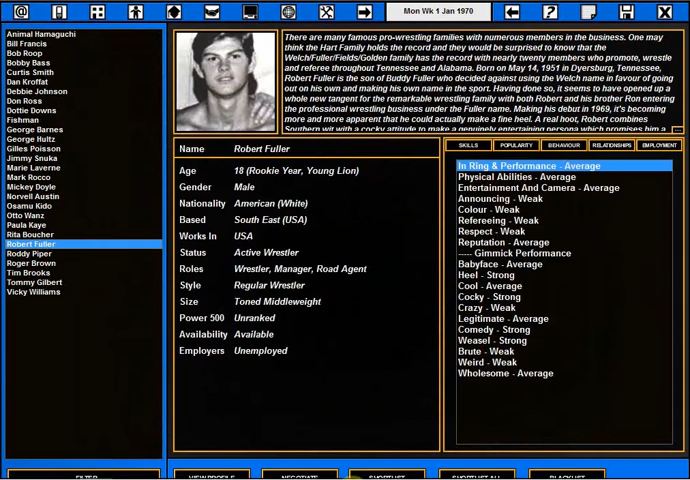 Mon Wk 1 Jan 1970
Animal Hamaguchi
Bill Francis
Bob Roop
Bobby Bass
Curtis Smith
Dan Kroffat
Debbie Johnson
Don Ross
Dottie Downs
Fishman
George Barnes
George Hultz
Gilles Poisson
Jimmy Snuka
Marie Laverne
Mark Rocco
Mickey Doyle
Norvell Austin
Osamu Kido
Otto Wanz
Paula Kaye
Rita Boucher
Robert Fuller
Roddy Piper
Roger Brown
Tim Brooks
Tommy Gilbert
Vicky Williams
There are many famous pro-wrestling families with numerous members in the business. One may
think the Hart Family holds the record and they would be surprised to know that the
Welch/Fuller/Fields/Golden family has the record with nearly twenty members who promote, wrestle
and referee throughout Tennessee and Alabama. Born on May 14, 1951 in Dyersburg, Tennessee,
Robert Fuller is the son of Buddy Fuller who decided against using the Welch name in favour of going
out on his own and making his own name in the sport. Having done so, it seems to have opened up a
whole new tangent for the remarkable wrestling family with both Robert and his brother Ron entering
the professional wrestling business under the Fuller name. Making his debut in 1969, it's becoming
more and more apparent that he could actually make a fine heel. A real hoot, Robert combines
Southern wit with a cocky attitude to make a genuinely entertaining persona which promises him a
Name Robert Fuller
Age 18 (Rookie Year, Young Lion)
Gender Male
Nationality American (White)
Based South East (USA)
Works In USA
Status Active Wrestler
Roles Wrestler, Manager, Road Agent
Style Regular Wrestler
Size Toned Middleweight
Power 500 Unranked
Availability Available
Employers Unemployed
SKILLS POPULARITY BEHAVIOUR RELATIONSHIPS EMPLOYMENT
In Ring & Performance - Average
Physical Abilities - Average
Entertainment And Camera - Average
Announcing - Weak
Colour - Weak
Refereeing - Weak
Respect - Weak
Reputation - Average
----- Gimmick Performance
Babyface - Average
Heel - Strong
Cool - Average
Cocky - Strong
Crazy - Weak
Legitimate - Average
Comedy - Strong
Weasel - Strong
Brute - Weak
Weird - Weak
Wholesome - Average
FILTER VIEW PROFILE NEGOTIATE SHORTLIST SHORTLIST ALL BLACKLIST